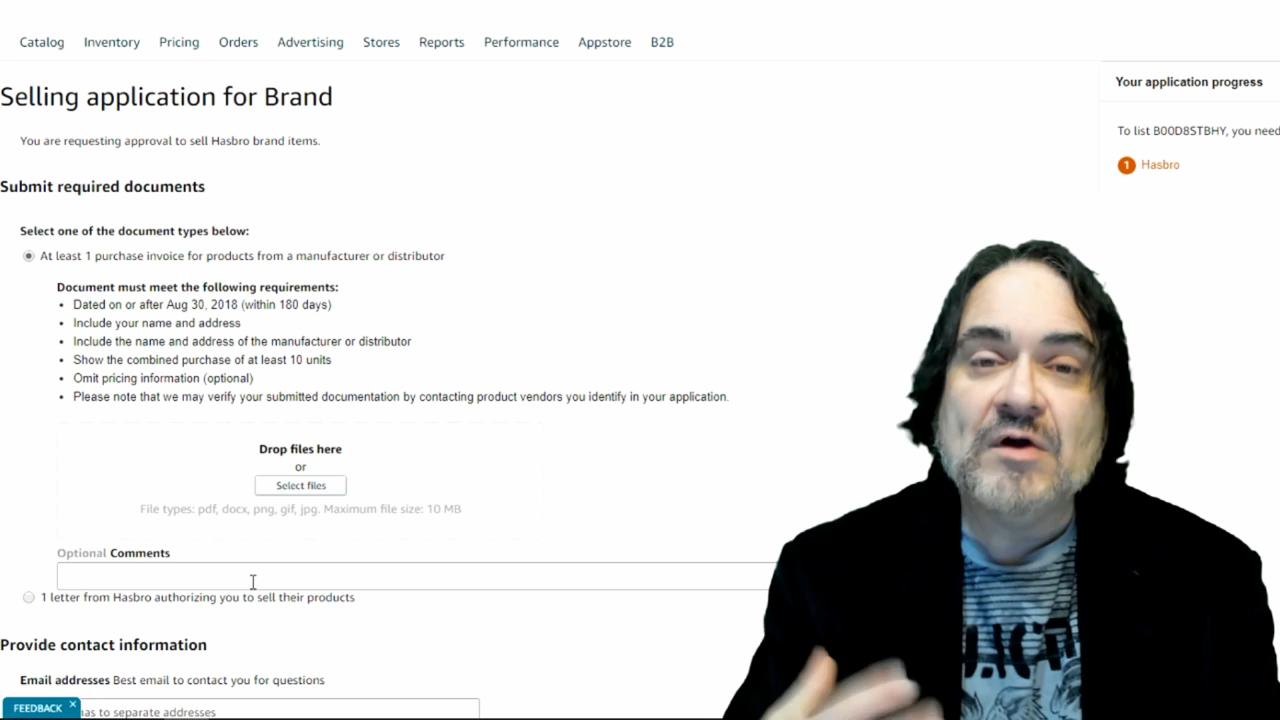 Catalog Inventory Pricing Orders Advertising Stores Reports Performance Appstore B2B
Selling application for Brand
You are requesting approval to sell Hasbro brand items.
Submit required documents
Select one of the document types below:
At least 1 purchase invoice for products from a manufacturer or distributor
Document must meet the following requirements:
• Dated on or after Aug 30, 2018 (within 180 days)
• Include your name and address
• Include the name and address of the manufacturer or distributor
• Show the combined purchase of at least 10 units
• Omit pricing information (optional)
• Please note that we may verify your submitted documentation by contacting product vendors you identify in your application.
Drop files here
or
Select files
File types: pdf, docx, png, gif, jpg. Maximum file size: 10 MB
Optional Comments
1 letter from Hasbro authorizing you to sell their products
Provide contact information
Email addresses Best email to contact you for questions
to separate addresses
FEEDBACK ×
Your application progress
To list B00D8STBHY, you need
1 Hasbro